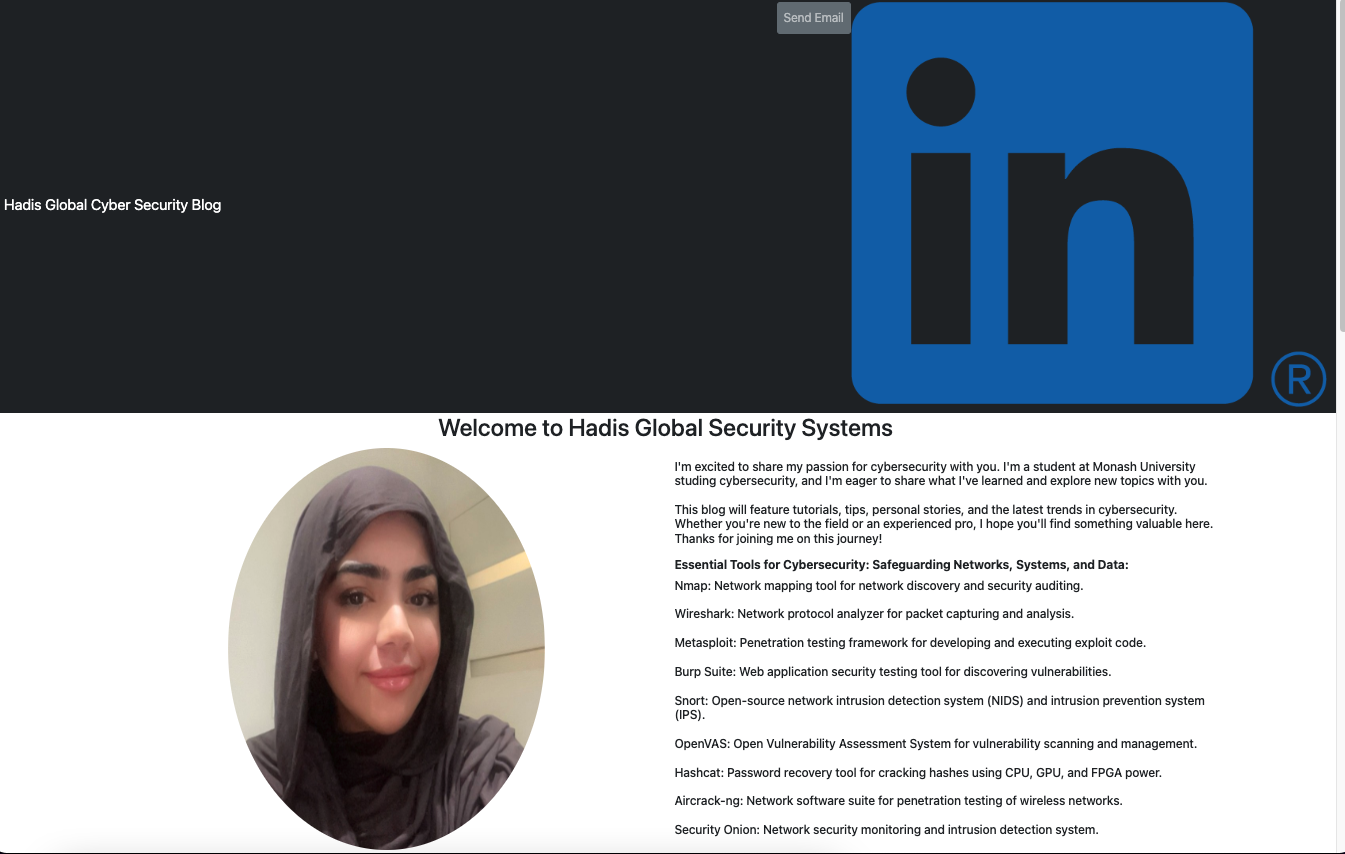 Send Email
in
®
Hadis Global Cyber Security Blog
Welcome to Hadis Global Security Systems
I'm excited to share my passion for cybersecurity with you. I'm a student at Monash University
studing cybersecurity, and I'm eager to share what I've learned and explore new topics with you.
This blog will feature tutorials, tips, personal stories, and the latest trends in cybersecurity.
Whether you're new to the field or an experienced pro, I hope you'll find something valuable here.
Thanks for joining me on this journey!
Essential Tools for Cybersecurity: Safeguarding Networks, Systems, and Data:
Nmap: Network mapping tool for network discovery and security auditing.
Wireshark: Network protocol analyzer for packet capturing and analysis.
Metasploit: Penetration testing framework for developing and executing exploit code.
Burp Suite: Web application security testing tool for discovering vulnerabilities.
Snort: Open-source network intrusion detection system (NIDS) and intrusion prevention system
(IPS).
OpenVAS: Open Vulnerability Assessment System for vulnerability scanning and management.
Hashcat: Password recovery tool for cracking hashes using CPU, GPU, and FPGA power.
Aircrack-ng: Network software suite for penetration testing of wireless networks.
Security Onion: Network security monitoring and intrusion detection system.